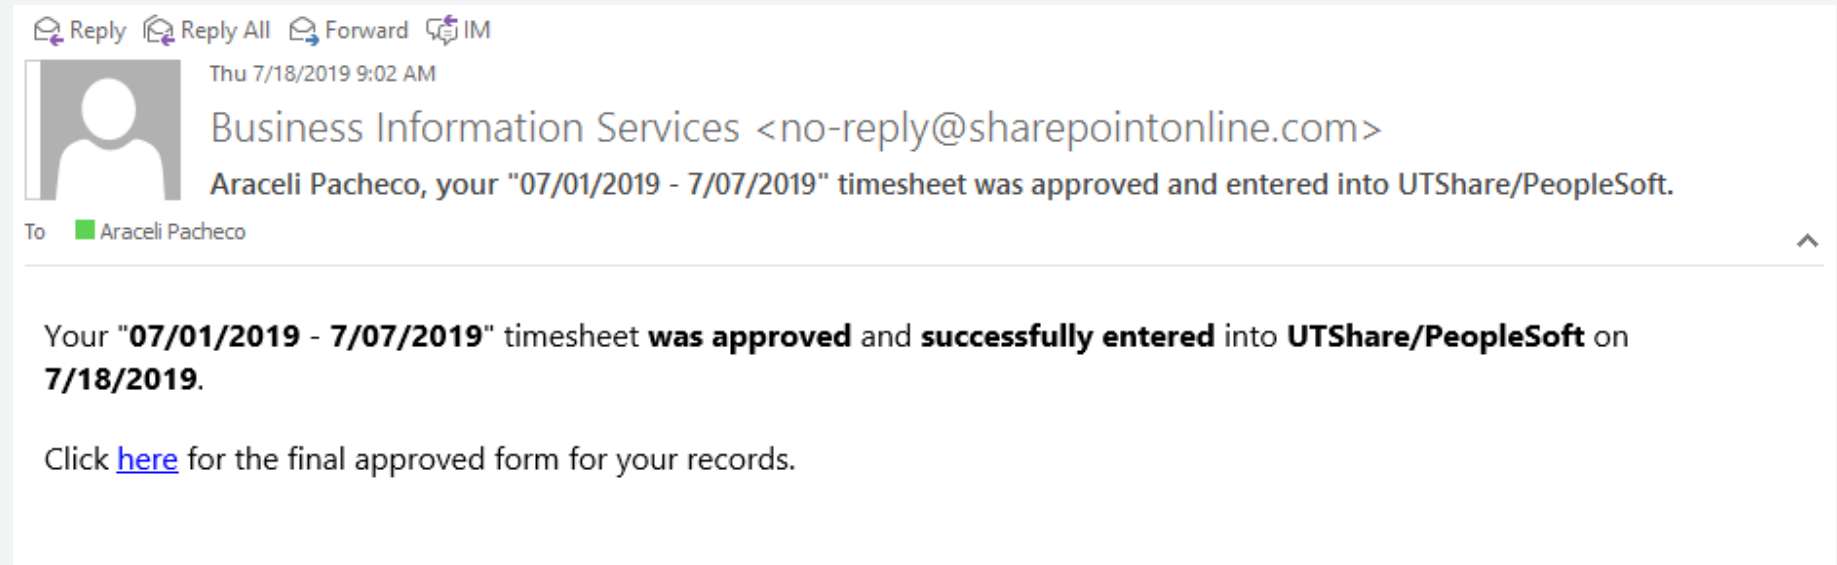 Reply Reply All Forward IM
Thu 7/18/2019 9:02 AM
Business Information Services <no-reply@sharepointonline.com>
Araceli Pacheco, your "07/01/2019 - 7/07/2019" timesheet was approved and entered into UTShare/PeopleSoft.
To Araceli Pacheco
Your "07/01/2019 - 7/07/2019" timesheet was approved and successfully entered into UTShare/PeopleSoft on
7/18/2019.
Click here for the final approved form for your records.